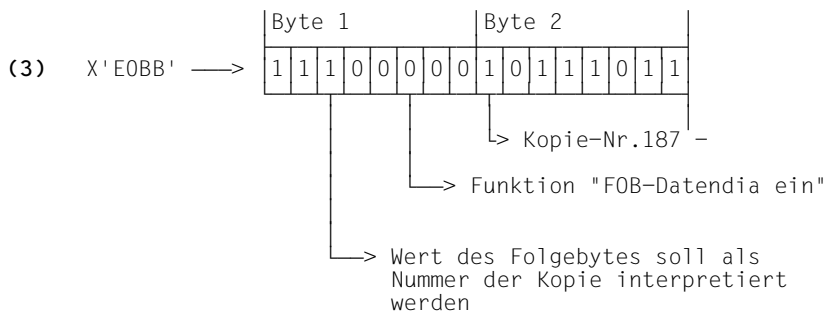 Byte 1 Byte 2
(3) X'E0BB' ───> 1 1 1 0 0 0 0 0 1 0 1 1 1 0 1 1
> Kopie-Nr.187 -
> Funktion "FOB-Datendia ein"
> Wert des Folgebytes soll als
Nummer der Kopie interpretiert
werden